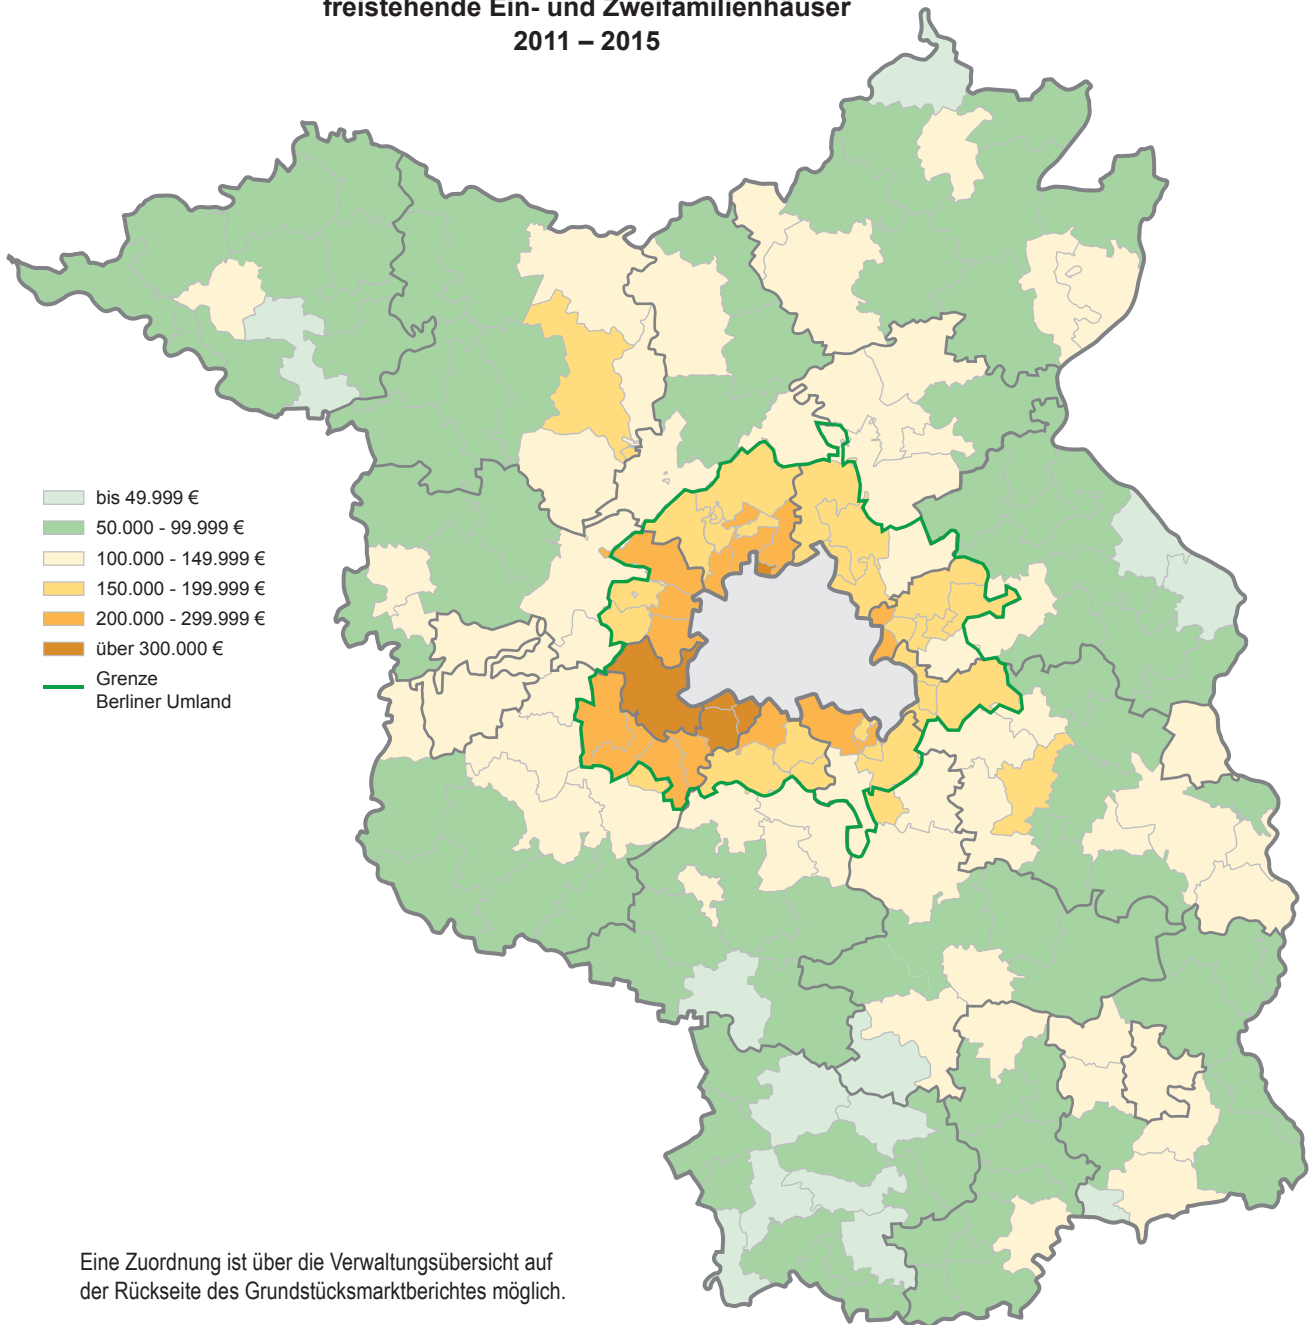 freistehende Ein- und Zweifamilienhäuser
2011 – 2015
bis 49.999 €
50.000 - 99.999 €
100.000 - 149.999 €
150.000 - 199.999 €
200.000 - 299.999 €
über 300.000 €
Grenze
Berliner Umland
Eine Zuordnung ist über die Verwaltungsübersicht auf
der Rückseite des Grundstücksmarktberichtes möglich.